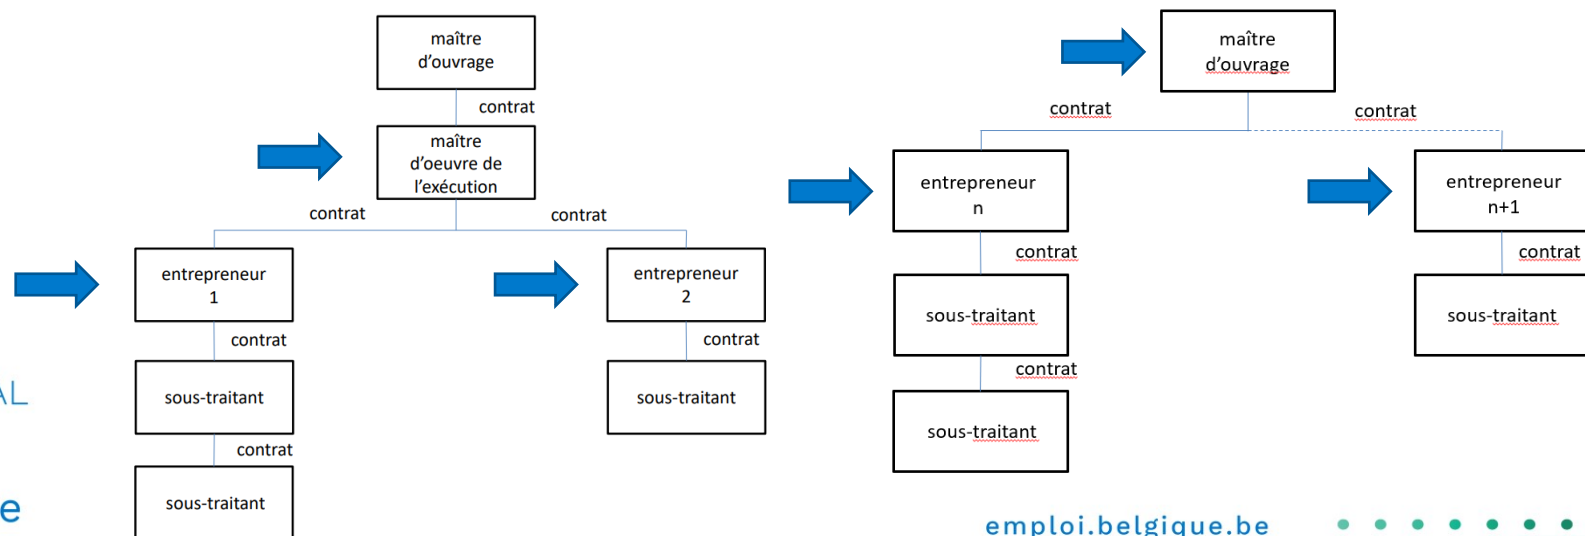 maître
d'ouvrage
contrat
maître
d'oeuvre de
l'exécution
contrat
contrat
entrepreneur
1
entrepreneur
2
contrat
contrat
sous-traitant
sous-traitant
contrat
sous-traitant
AL
e
maître
d'ouvrage
contrat
contrat
entrepreneur
n
entrepreneur
n+1
contrat
contrat
sous-traitant
sous-traitant
contrat
sous-traitant
emploi.belgique.be